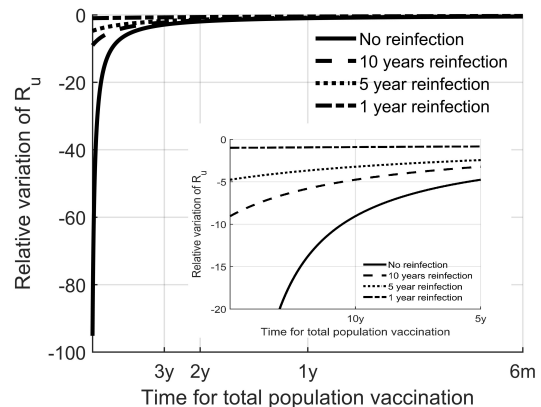 0
-20
-40
-60
-80
-100
Relative variation of R_u
No reinfection
10 years reinfection
5 year reinfection
1 year reinfection
0
-5
-10
-15
-20
Relative variation of R_u
No reinfection
10 years reinfection
5 year reinfection
1 year reinfection
10y
5y
Time for total population vaccination
3y
2y
1y
6m
Time for total population vaccination